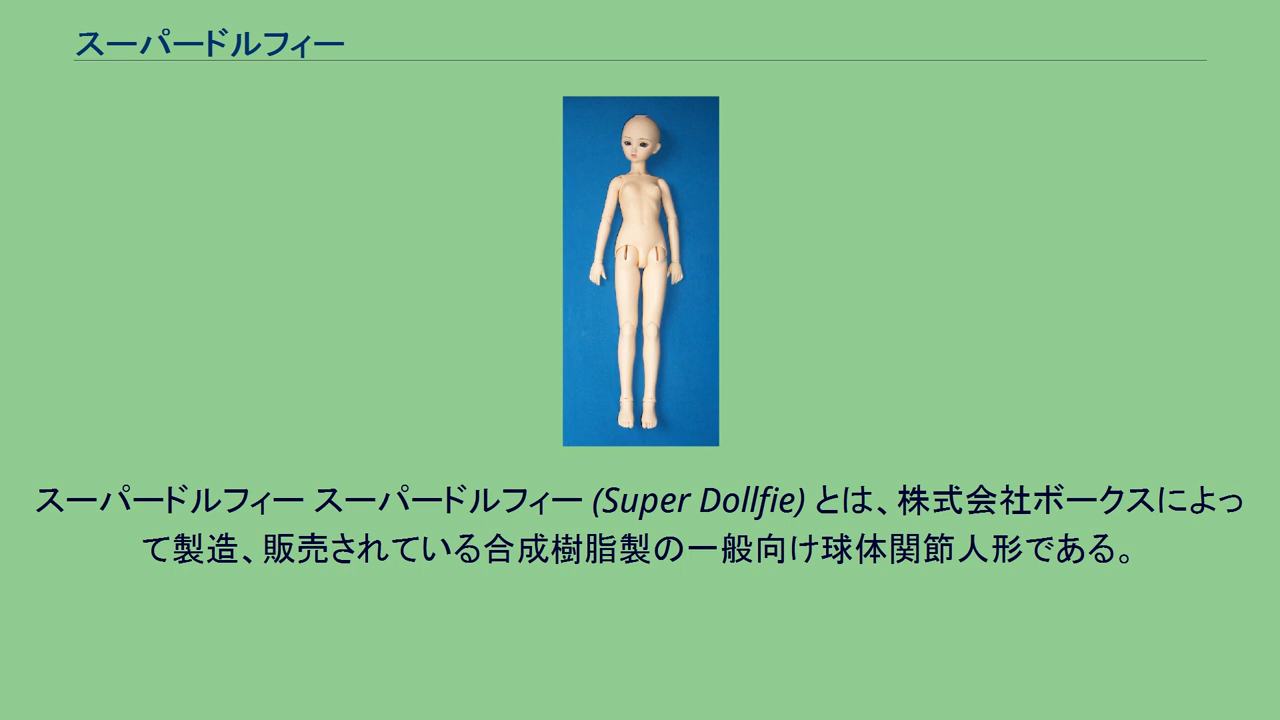 スーパードルフィー
スーパードルフィー スーパードルフィー (Super Dollfie) とは、株式会社ボークスによっ
て製造、販売されている合成樹脂製の一般向け球体関節人形である。